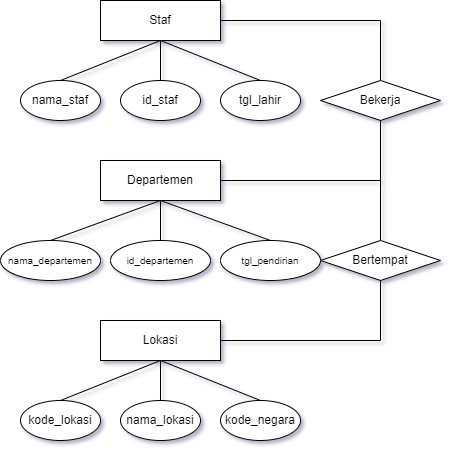 Staf
nama_staf
id_staf
tgl_lahir
Bekerja
Departemen
nama_departemen
id_departemen
tgl_pendirian
Bertempat
Lokasi
kode_lokasi
nama_lokasi
kode_negara